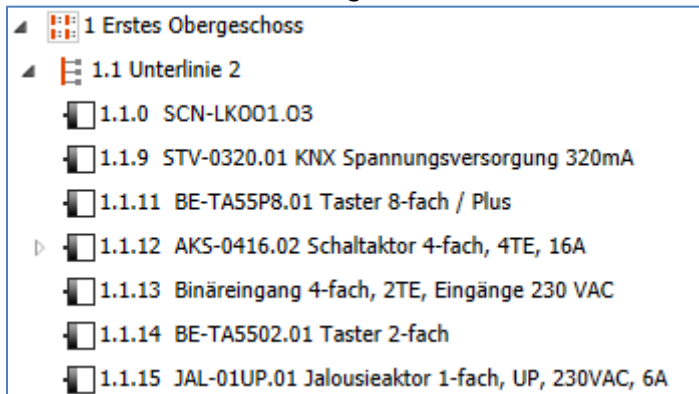 1 Erstes Obergeschoss
1.1 Unterlinie 2
1.1.0 SCN-LK001.03
1.1.9 STV-0320.01 KNX Spannungsversorgung 320mA
1.1.11 BE-TA55P8.01 Taster 8-fach / Plus
1.1.12 AKS-0416.02 Schaltaktor 4-fach, 4TE, 16A
1.1.13 Binäreingang 4-fach, 2TE, Eingänge 230 VAC
1.1.14 BE-TA5502.01 Taster 2-fach
1.1.15 JAL-01UP.01 Jalousieaktor 1-fach, UP, 230VAC, 6A